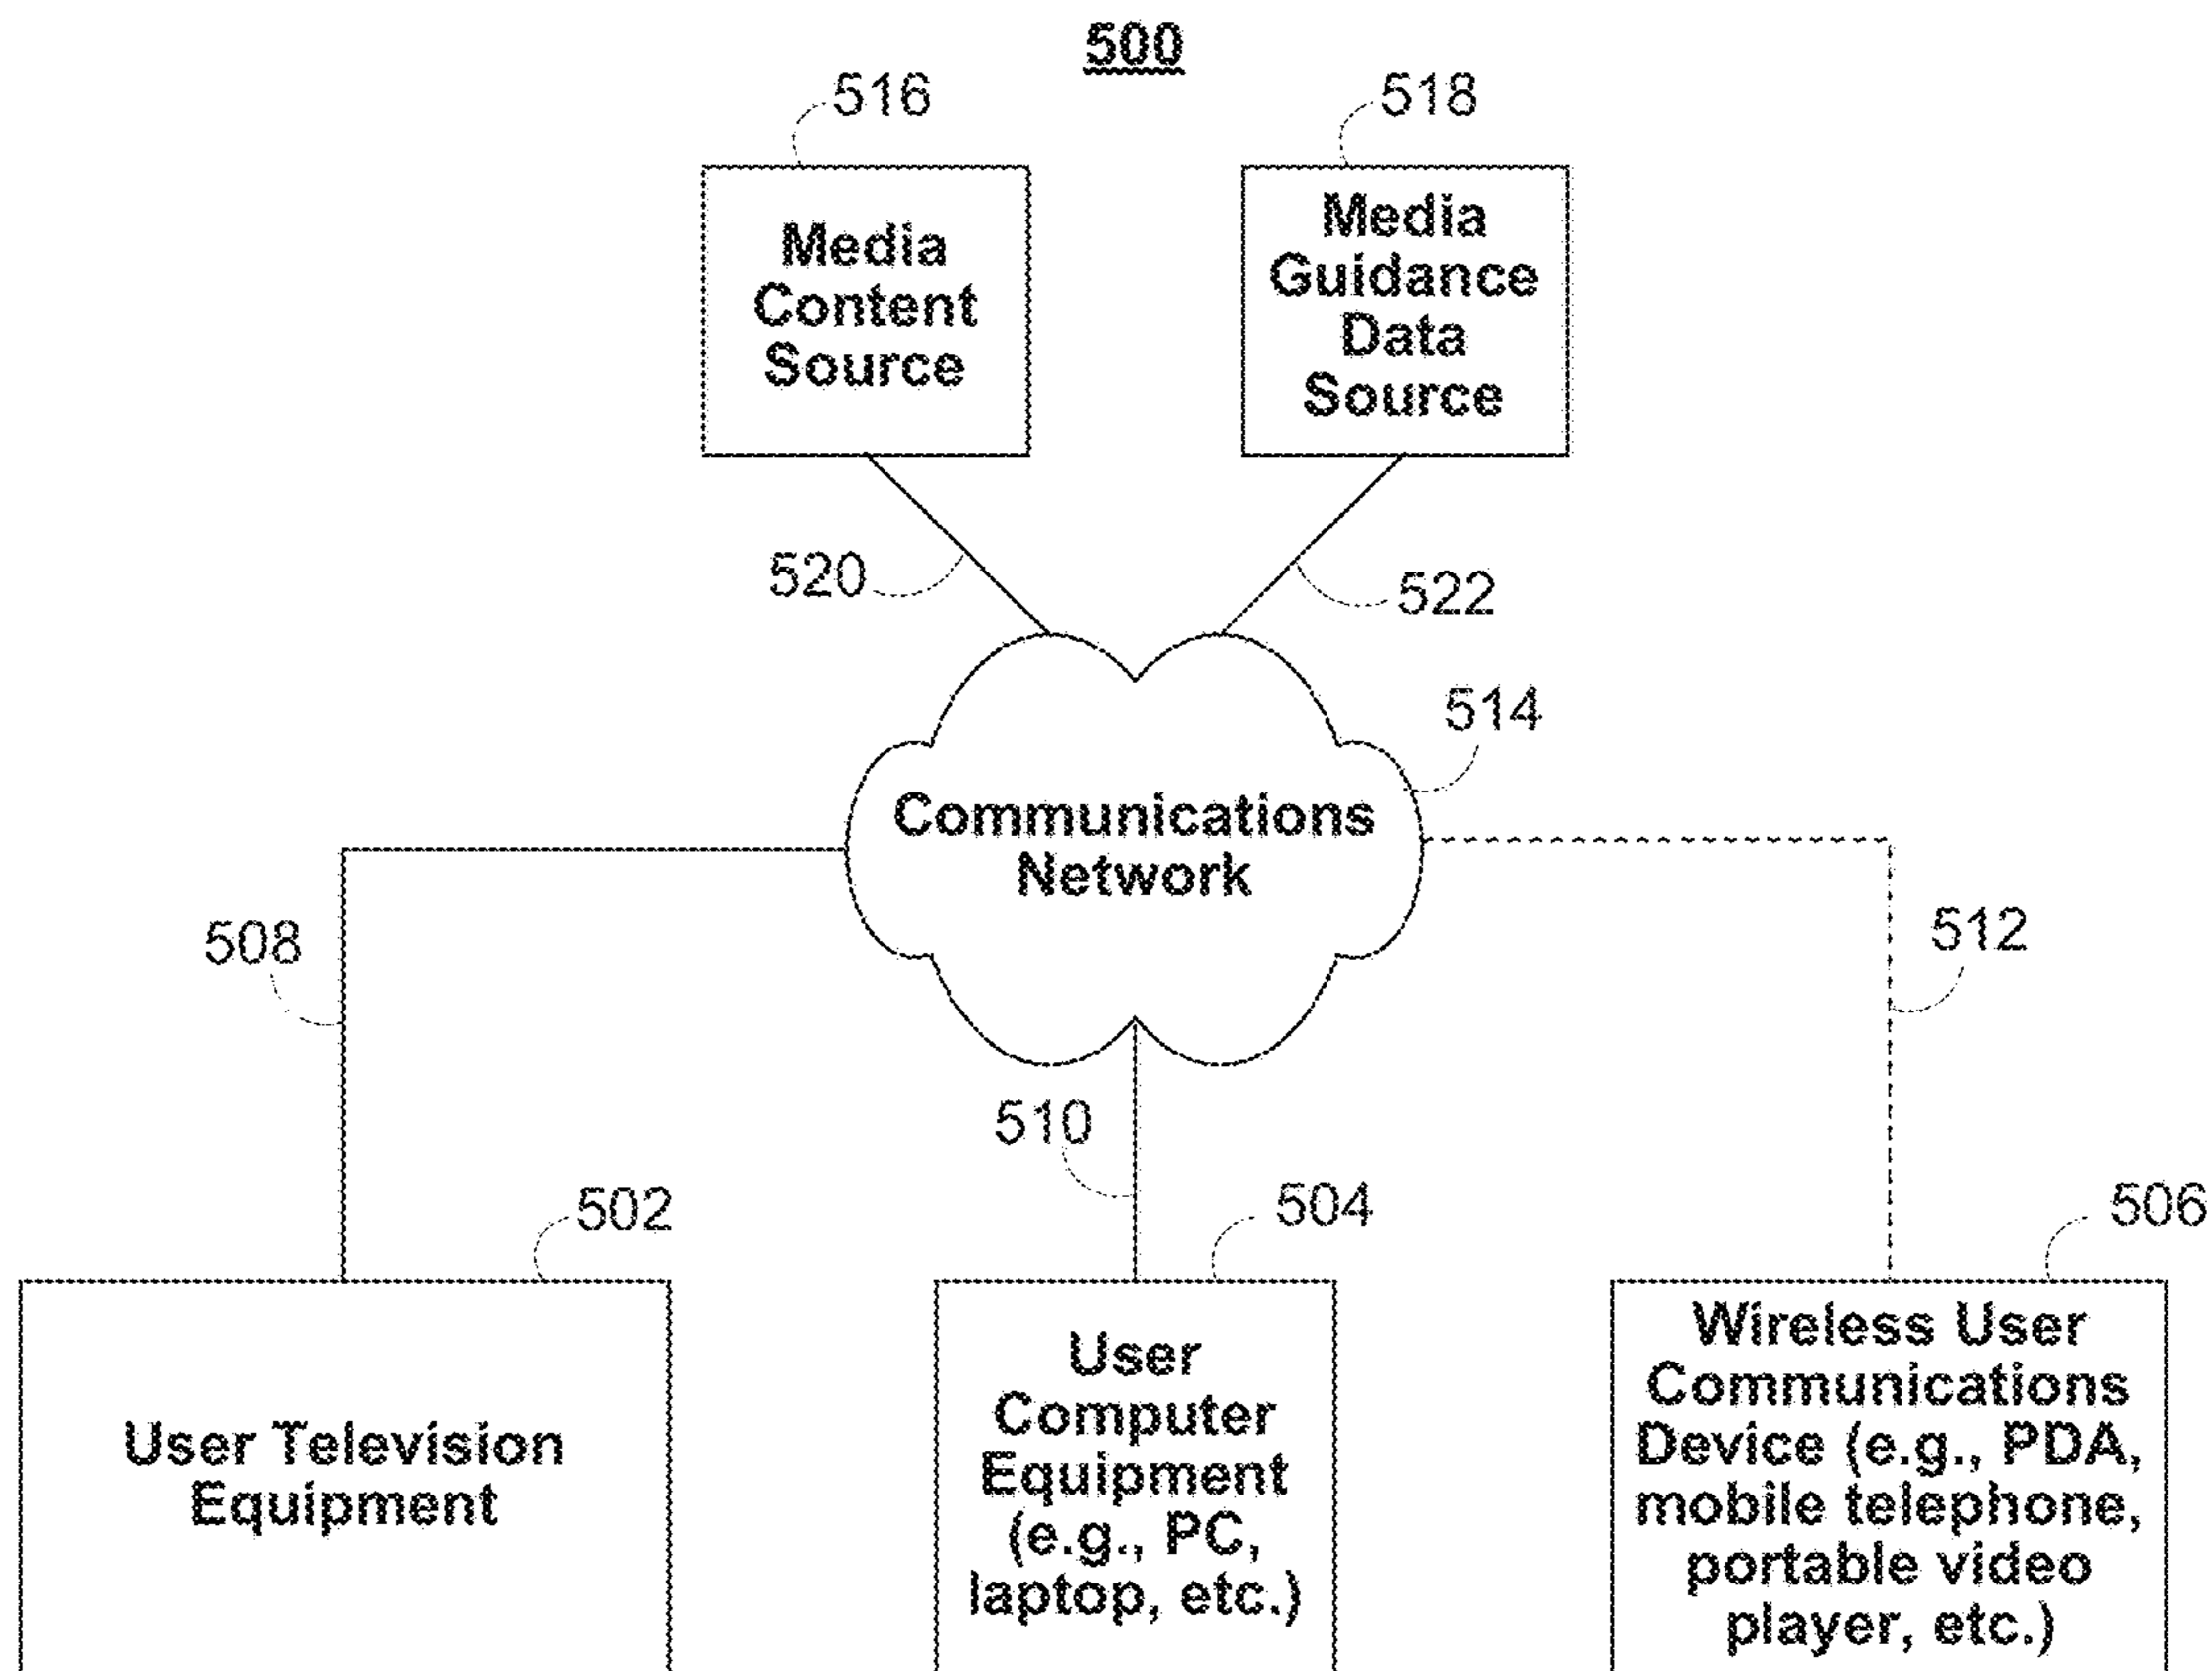 500
516
518
Media
Content
Source
Media
Guidance
Data
Source
520
522
514
Communications
Network
508
512
510
502
504
506
User Television
Equipment
User
Computer
Equipment
(e.g., PC,
laptop, etc.)
Wireless User
Communications
Device (e.g., PDA,
mobile telephone,
portable video
player, etc.)